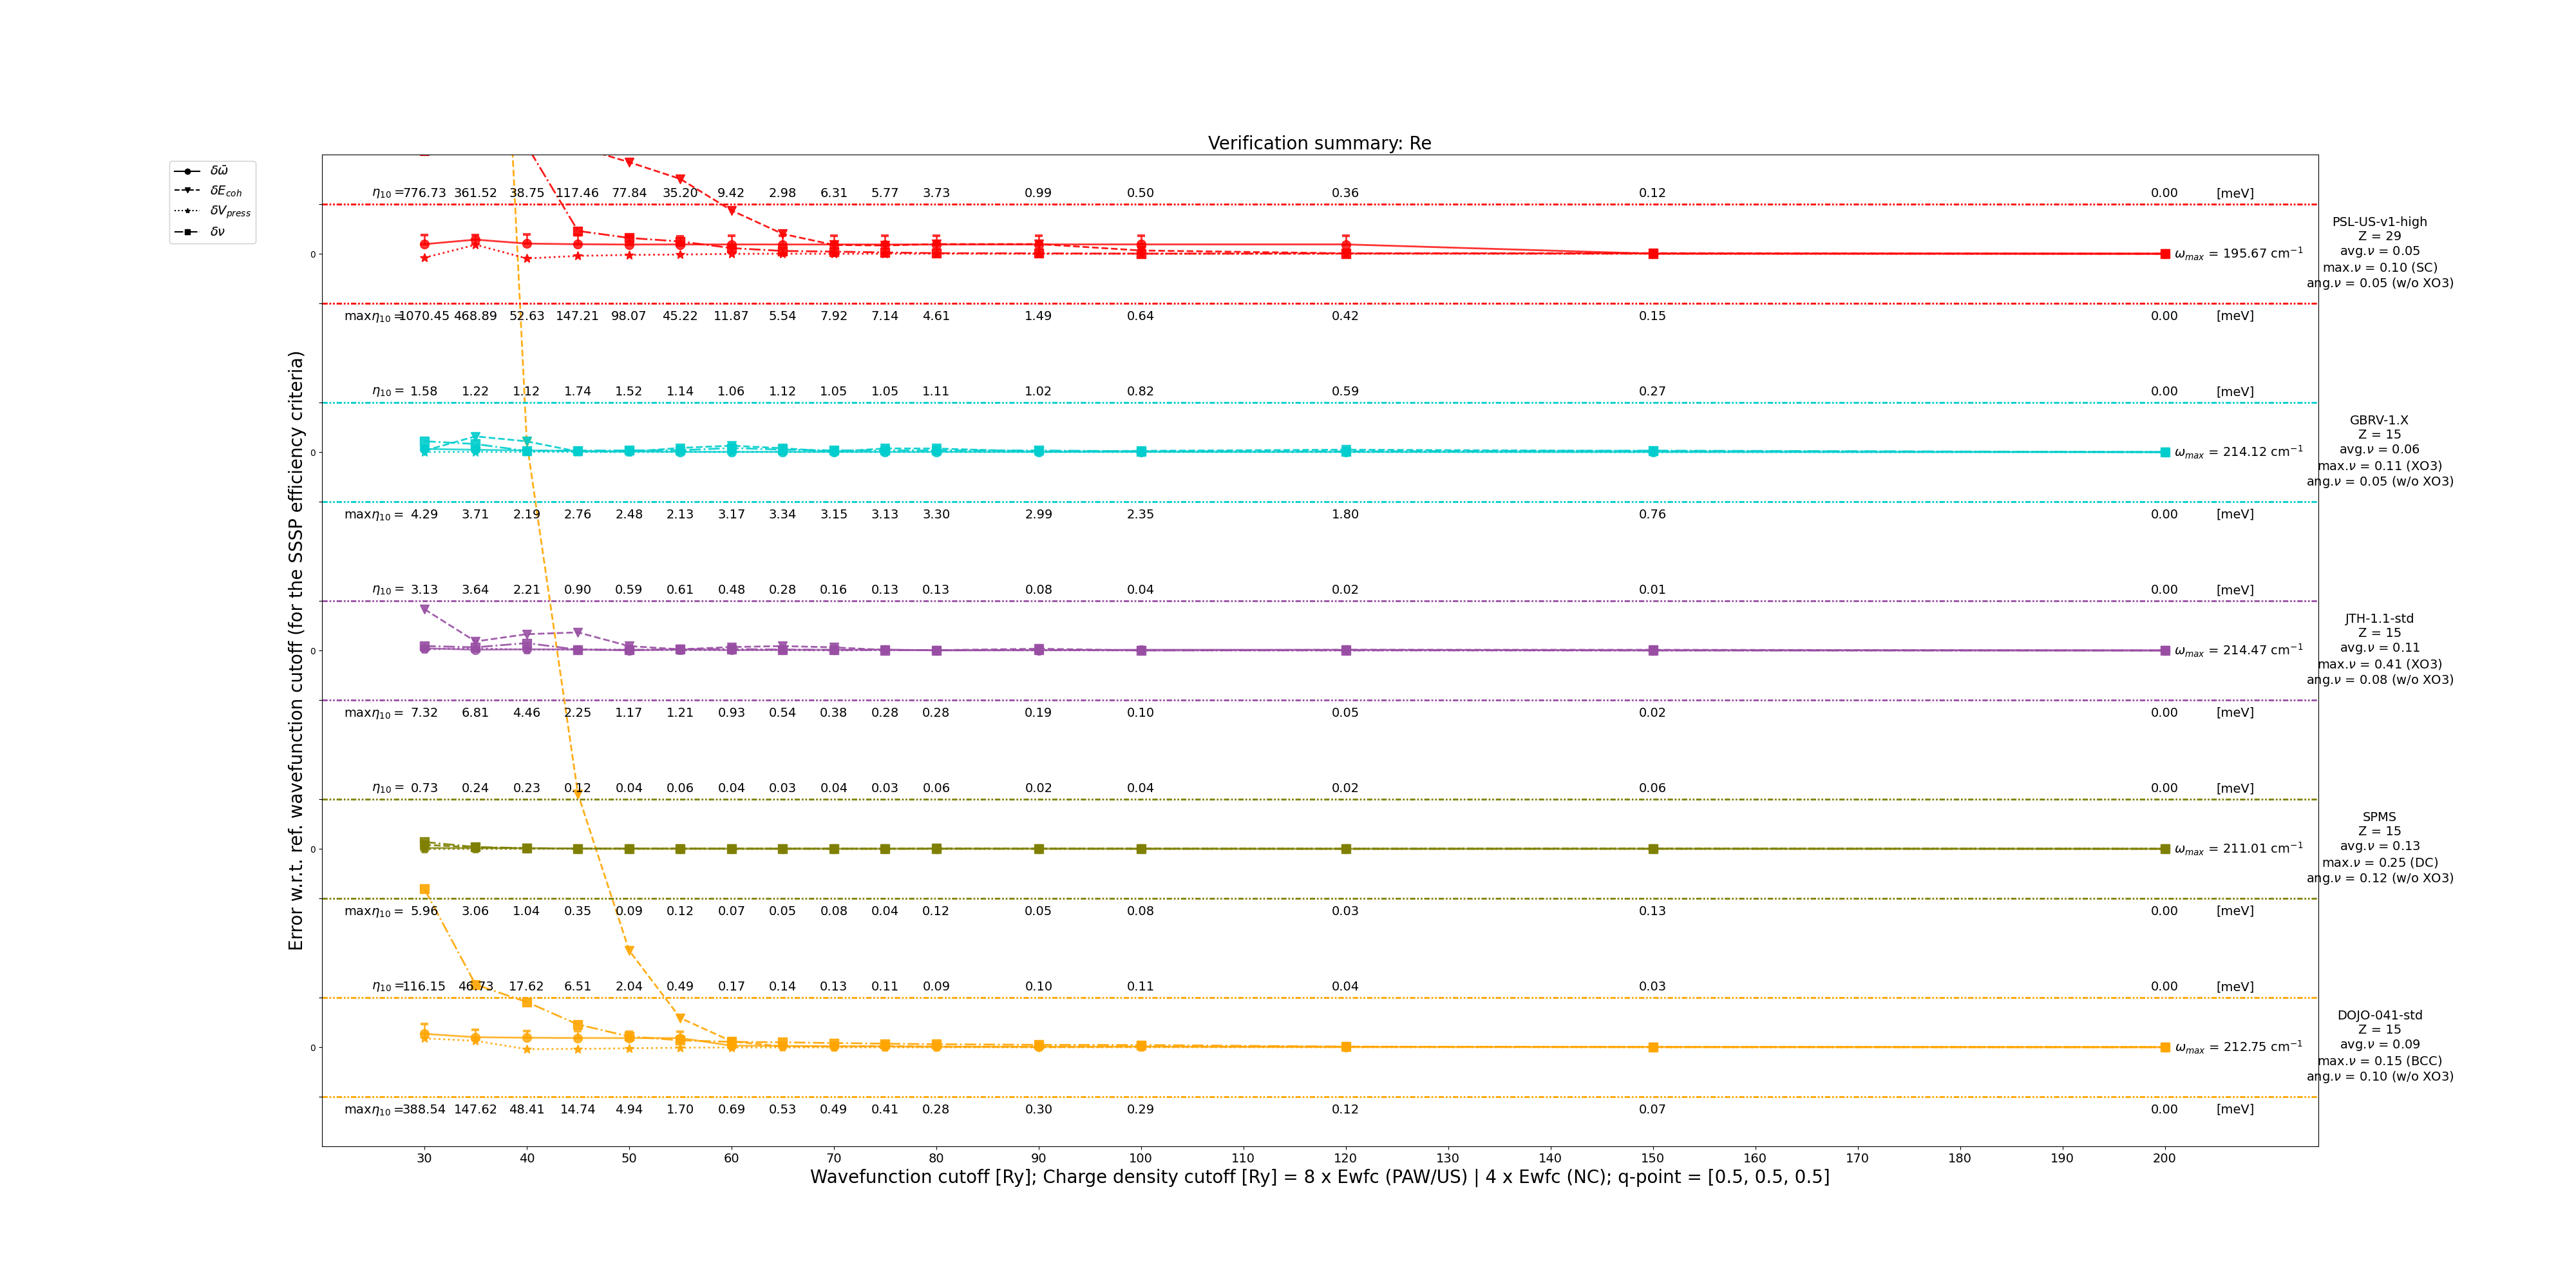 Verification summary: Re
δω̄
δE_coh
δV_press
δν
Error w.r.t. ref. wavefunction cutoff (for the SSSP efficiency criteria)
η₁₀ = 776.73 361.52 38.75 117.46 77.84 35.20 9.42 2.98 6.31 5.77 3.73 0.99 0.50 0.36 0.12 0.00 [meV]
0
ω_max = 195.67 cm⁻¹
PSL-US-v1-high
Z = 29
avg.ν = 0.05
max.ν = 0.10 (SC)
ang.ν = 0.05 (w/o XO3)
maxη₁₀ = 1070.45 468.89 52.63 147.21 98.07 45.22 11.87 5.54 7.92 7.14 4.61 1.49 0.64 0.42 0.15 0.00 [meV]
η₁₀ = 1.58 1.22 1.12 1.74 1.52 1.14 1.06 1.12 1.05 1.05 1.11 1.02 0.82 0.59 0.27 0.00 [meV]
0
ω_max = 214.12 cm⁻¹
GBRV-1.X
Z = 15
avg.ν = 0.06
max.ν = 0.11 (XO3)
ang.ν = 0.05 (w/o XO3)
maxη₁₀ = 4.29 3.71 2.19 2.76 2.48 2.13 3.17 3.34 3.15 3.13 3.30 2.99 2.35 1.80 0.76 0.00 [meV]
η₁₀ = 3.13 3.64 2.21 0.90 0.59 0.61 0.48 0.28 0.16 0.13 0.13 0.08 0.04 0.02 0.01 0.00 [meV]
0
ω_max = 214.47 cm⁻¹
JTH-1.1-std
Z = 15
avg.ν = 0.11
max.ν = 0.41 (XO3)
ang.ν = 0.08 (w/o XO3)
maxη₁₀ = 7.32 6.81 4.46 2.25 1.17 1.21 0.93 0.54 0.38 0.28 0.28 0.19 0.10 0.05 0.02 0.00 [meV]
η₁₀ = 0.73 0.24 0.23 0.12 0.04 0.06 0.04 0.03 0.04 0.03 0.06 0.02 0.04 0.02 0.06 0.00 [meV]
0
ω_max = 211.01 cm⁻¹
SPMS
Z = 15
avg.ν = 0.13
max.ν = 0.25 (DC)
ang.ν = 0.12 (w/o XO3)
maxη₁₀ = 5.96 3.06 1.04 0.35 0.09 0.12 0.07 0.05 0.08 0.04 0.12 0.05 0.08 0.03 0.13 0.00 [meV]
η₁₀ = 116.15 46.73 17.62 6.51 2.04 0.49 0.17 0.14 0.13 0.11 0.09 0.10 0.11 0.04 0.03 0.00 [meV]
0
ω_max = 212.75 cm⁻¹
DOJO-041-std
Z = 15
avg.ν = 0.09
max.ν = 0.15 (BCC)
ang.ν = 0.10 (w/o XO3)
maxη₁₀ = 388.54 147.62 48.41 14.74 4.94 1.70 0.69 0.53 0.49 0.41 0.28 0.30 0.29 0.12 0.07 0.00 [meV]
30 40 50 60 70 80 90 100 110 120 130 140 150 160 170 180 190 200
Wavefunction cutoff [Ry]; Charge density cutoff [Ry] = 8 x Ewfc (PAW/US) | 4 x Ewfc (NC); q-point = [0.5, 0.5, 0.5]